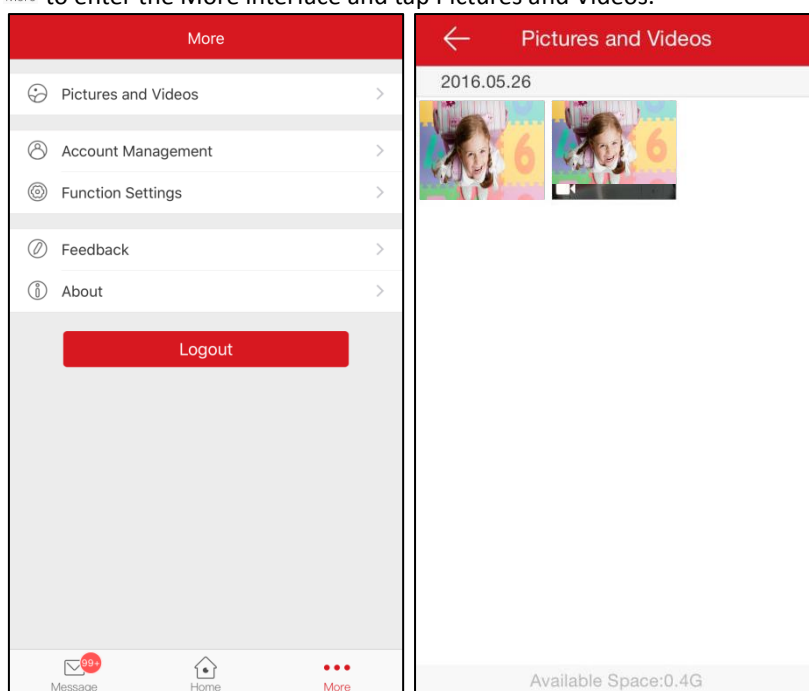 More to enter the More interface and tap Pictures and Videos.
More
Pictures and Videos
Account Management
Function Settings
Feedback
About
Logout
99+
Message
Home
More
Pictures and Videos
2016.05.26
6
6
Available Space:0.4G